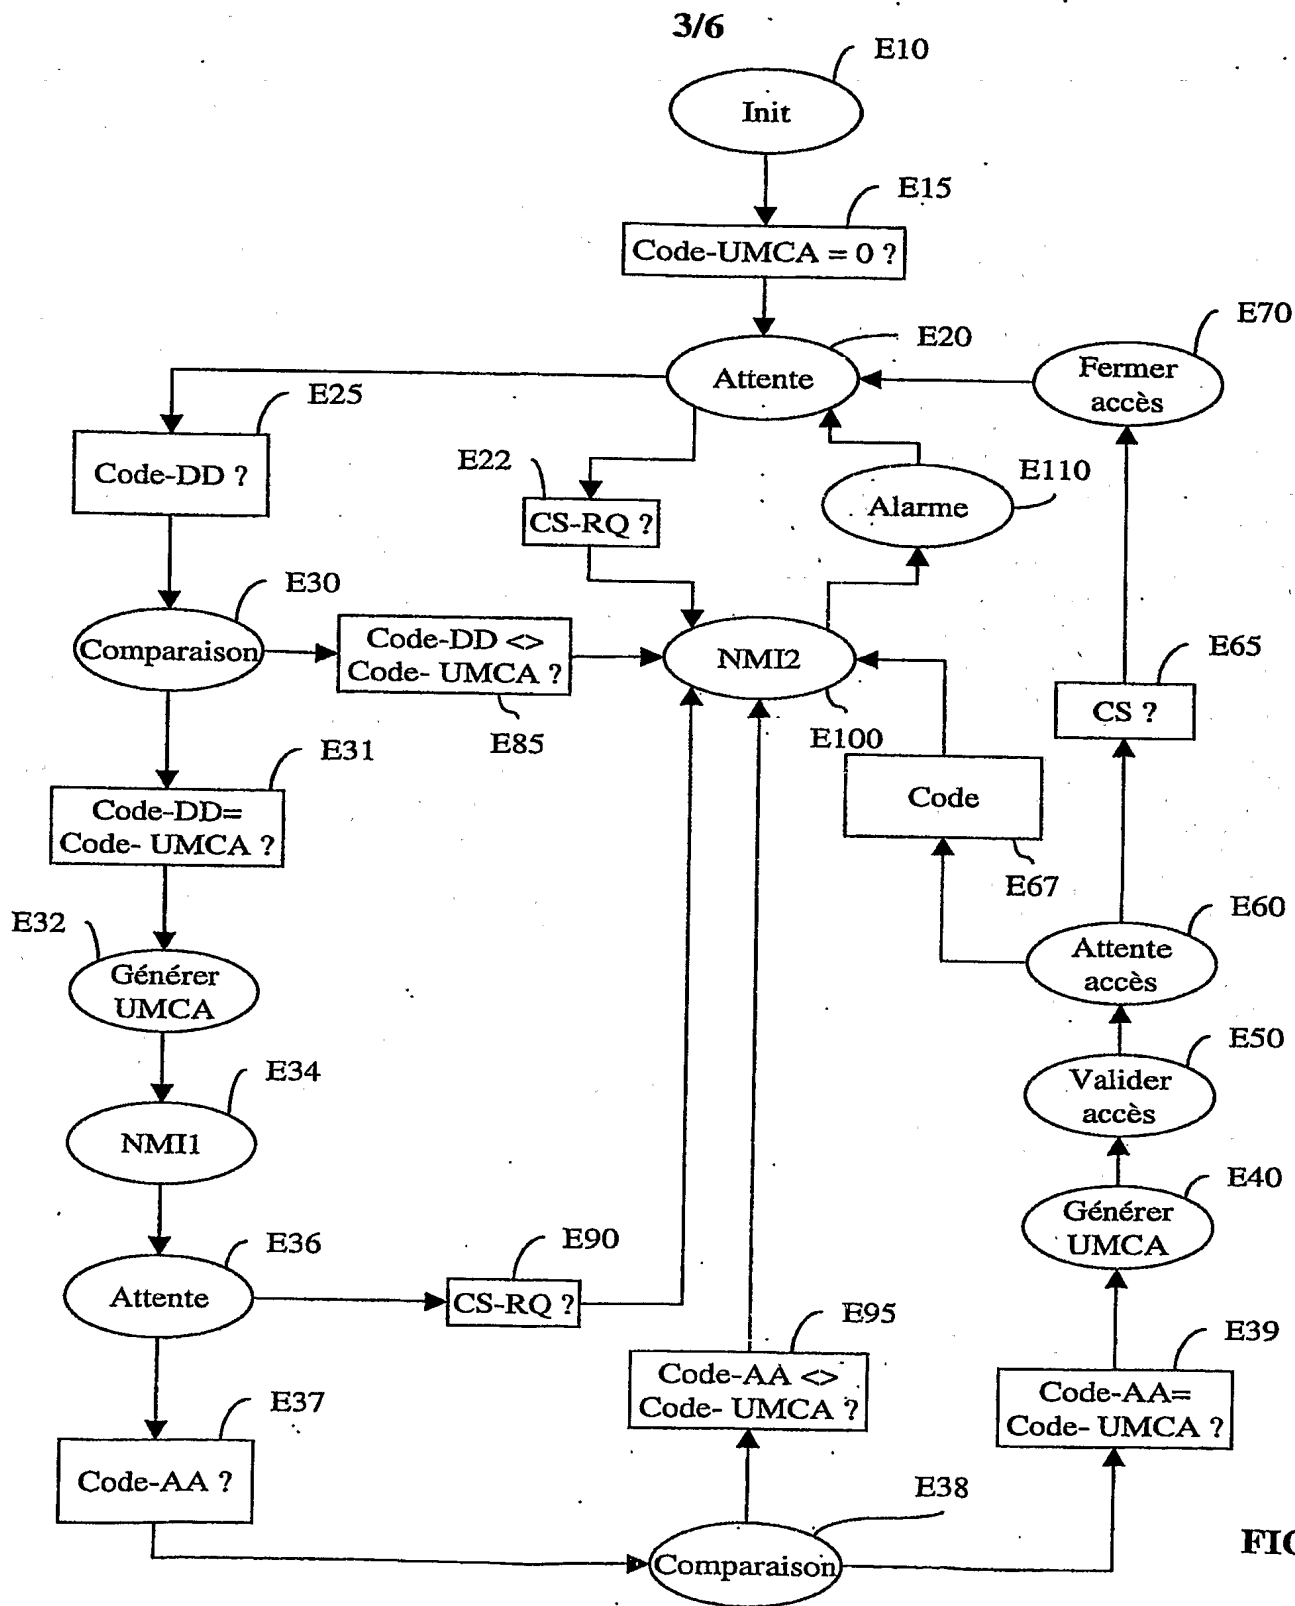 3/6
E10
Init
E15
Code-UMCA = 0 ?
E70
E20
Fermer
accès
Attente
E25
Code-DD ?
E22
CS-RQ ?
E110
Alarme
E30
Comparaison
Code-DD <>
Code- UMCA ?
E85
NMI2
E100
E65
CS ?
E31
Code-DD=
Code- UMCA ?
Code
E67
E32
Générer
UMCA
E60
Attente
accès
E34
NMI1
E50
Valider
accès
E40
Générer
UMCA
E36
Attente
E90
CS-RQ ?
E95
Code-AA <>
Code- UMCA ?
E39
Code-AA=
Code- UMCA ?
E37
Code-AA ?
E38
Comparaison
FIG